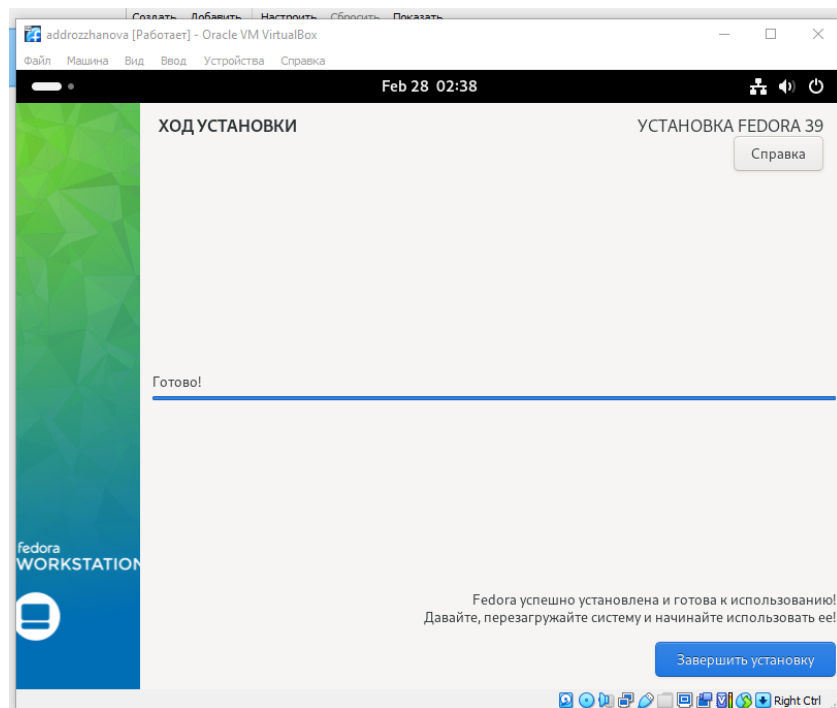 Создать Добавить Настроить Сбросить Показать
addrozzhanova [Работает] - Oracle VM VirtualBox
Файл Машина Вид Ввод Устройства Справка
Feb 28 02:38
ХОД УСТАНОВКИ
УСТАНОВКА FEDORA 39
Справка
Готово!
fedora
WORKSTATION
Fedora успешно установлена и готова к использованию!
Давайте, перезагружайте систему и начинайте использовать ее!
Завершить установку
Right Ctrl